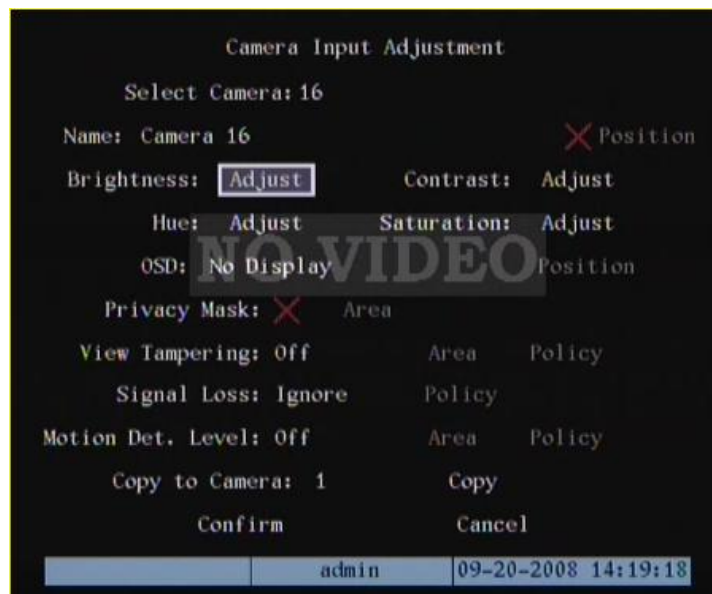 Camera Input Adjustment
Select Camera: 16
Name: Camera 16 Position
Brightness: Adjust Contrast: Adjust
Hue: Adjust Saturation: Adjust
NO VIDEO
OSD: No Display Position
Privacy Mask: Area
View Tampering: Off Area Policy
Signal Loss: Ignore Policy
Motion Det. Level: Off Area Policy
Copy to Camera: 1 Copy
Confirm Cancel
admin 09-20-2008 14:19:18